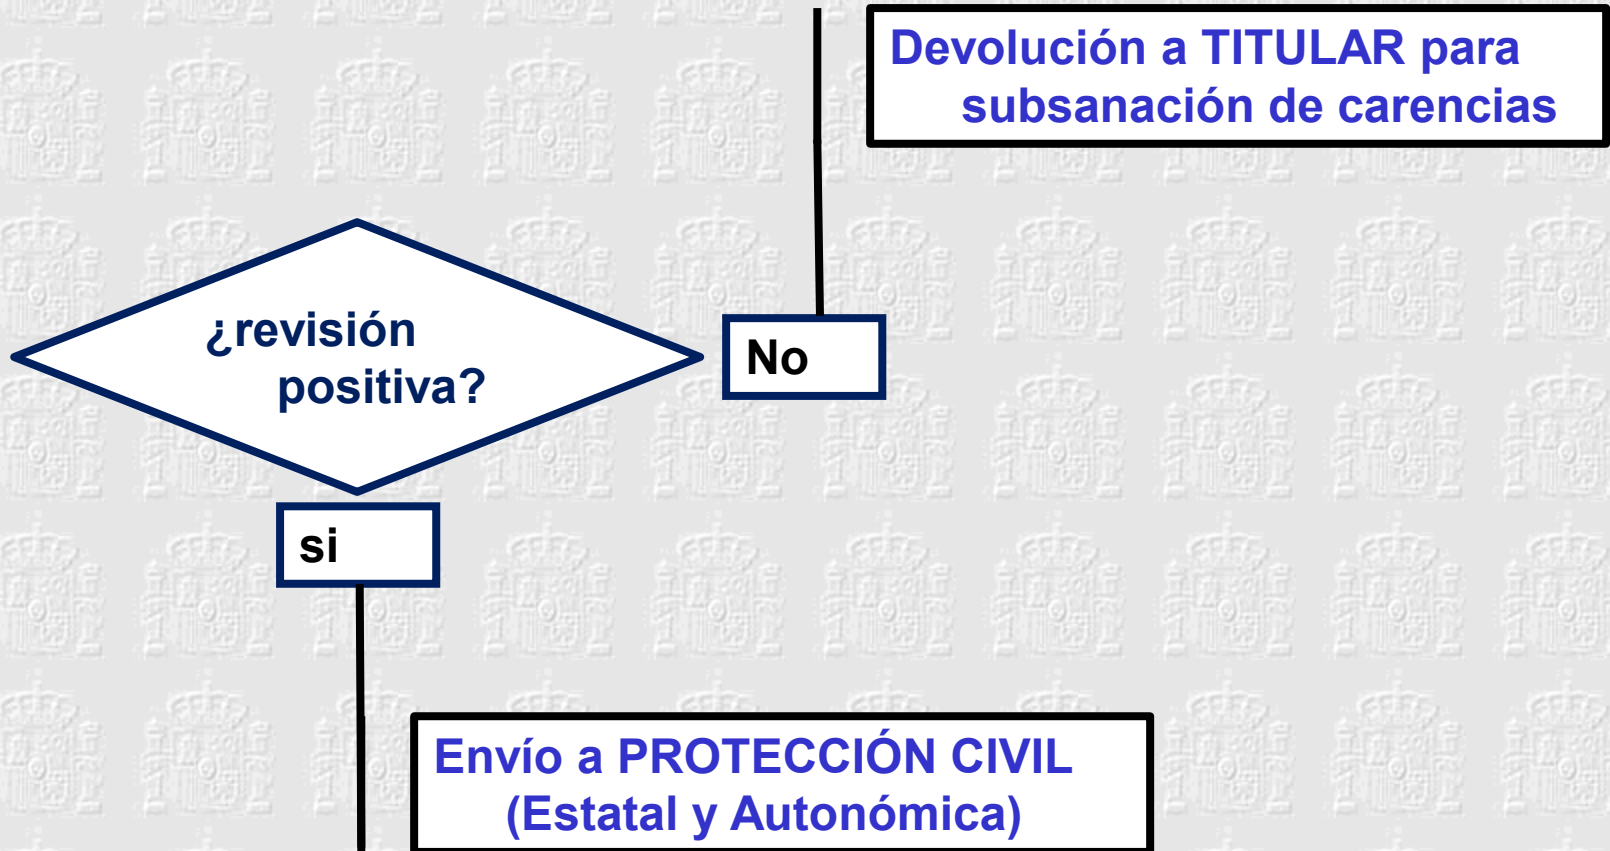 Devolución a TITULAR para
subsanación de carencias
¿revisión
positiva?
No
si
Envío a PROTECCIÓN CIVIL
(Estatal y Autonómica)